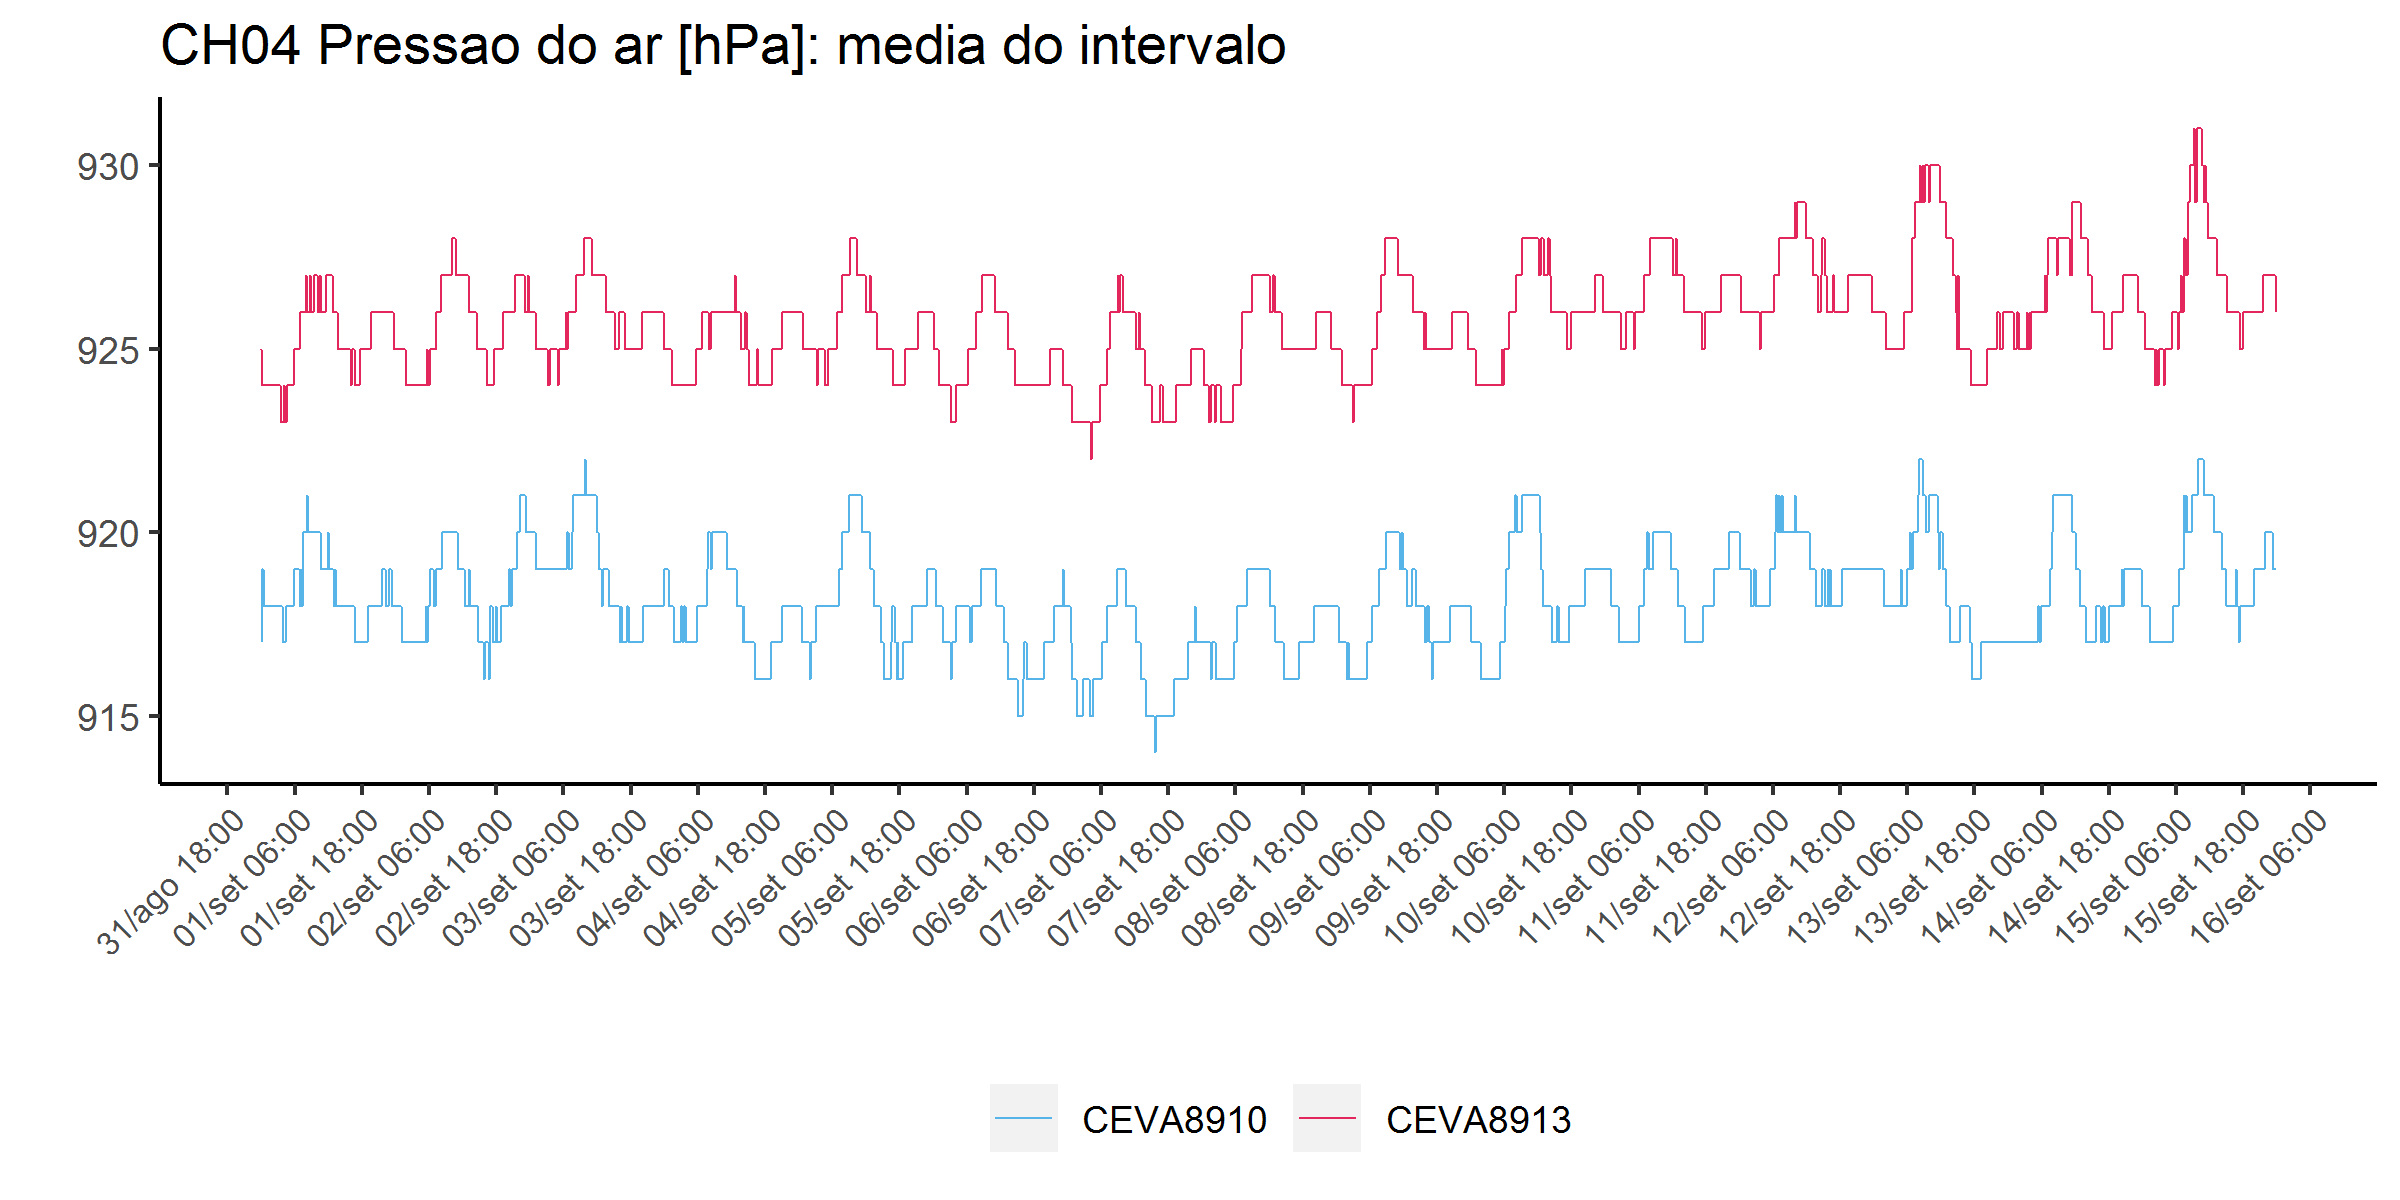 CH04 Pressao do ar [hPa]: media do intervalo
930
925
920
915
31/ago 18:00
01/set 06:00
01/set 18:00
02/set 06:00
02/set 18:00
03/set 06:00
03/set 18:00
04/set 06:00
04/set 18:00
05/set 06:00
05/set 18:00
06/set 06:00
06/set 18:00
07/set 06:00
07/set 18:00
08/set 06:00
08/set 18:00
09/set 06:00
09/set 18:00
10/set 06:00
10/set 18:00
11/set 06:00
11/set 18:00
12/set 06:00
12/set 18:00
13/set 06:00
13/set 18:00
14/set 06:00
14/set 18:00
15/set 06:00
15/set 18:00
16/set 06:00
CEVA8910
CEVA8913